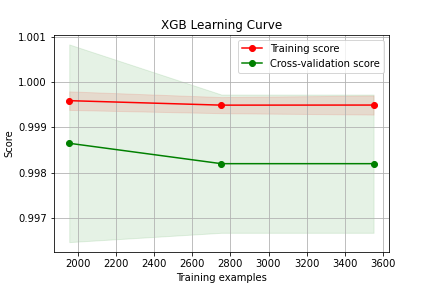 XGB Learning Curve
1.001
1.000
0.999
0.998
0.997
Score
Training score
Cross-validation score
2000 2200 2400 2600 2800 3000 3200 3400 3600
Training examples